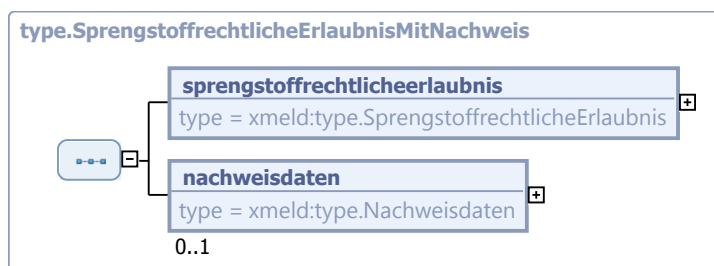 type.SprengstoffrechtlicheErlaubnisMitNachweis
sprengstoffrechtlicheerlaubnis
type = xmeld:type.SprengstoffrechtlicheErlaubnis
nachweisdaten
type = xmeld:type.Nachweisdaten
0..1